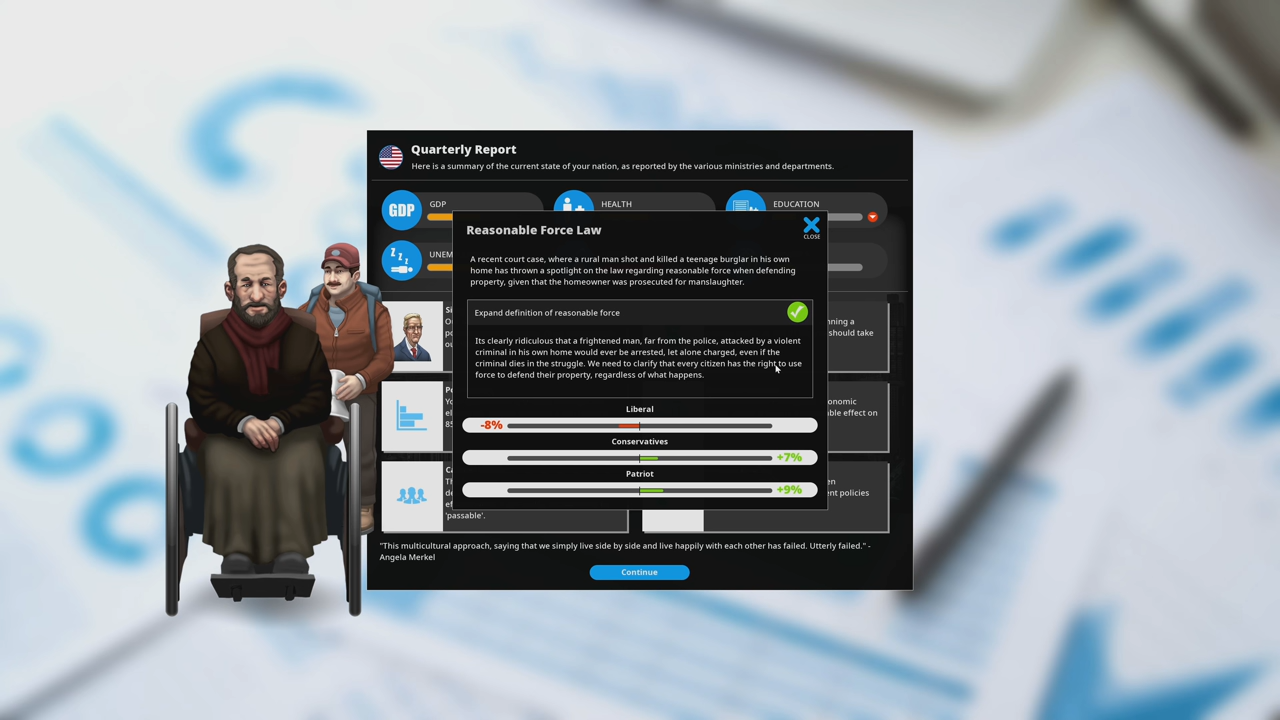 Quarterly Report
Here is a summary of the current state of your nation, as reported by the various ministries and departments.
GDP
GDP
HEALTH
EDUCATION
UNEM
Reasonable Force Law
CLOSE
A recent court case, where a rural man shot and killed a teenage burglar in his own
home has thrown a spotlight on the law regarding reasonable force when defending
property, given that the homeowner was prosecuted for manslaughter.
Expand definition of reasonable force
Its clearly ridiculous that a frightened man, far from the police, attacked by a violent
criminal in his own home would ever be arrested, let alone charged, even if the
criminal dies in the struggle. We need to clarify that every citizen has the right to use
force to defend their property, regardless of what happens.
Liberal
-8%
Conservatives
+7%
Patriot
+9%
should take
onomic
able effect on
nt policies
'passable'.
"This multicultural approach, saying that we simply live side by side and live happily with each other has failed. Utterly failed." -
Angela Merkel
Continue